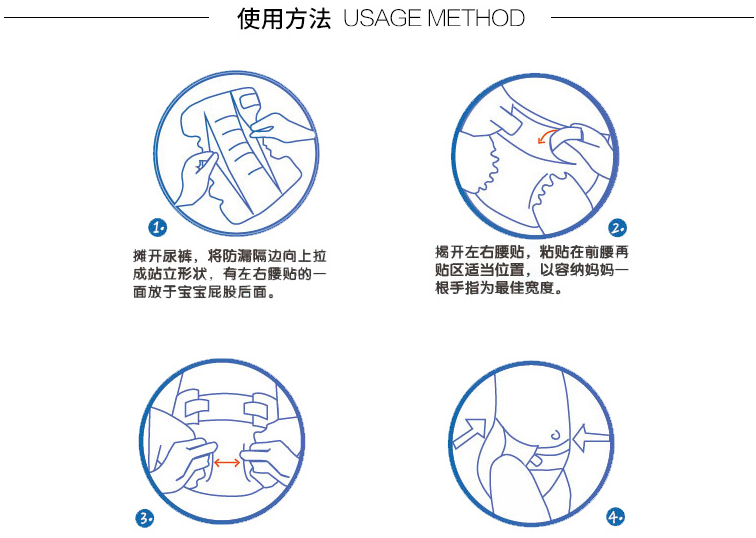 使用方法 USAGE METHOD
1.
摊开尿裤，将防漏隔边向上拉
成站立形状，有左右腰贴的一
面放于宝宝屁股后面。
2.
揭开左右腰贴，粘贴在前腰再
贴区适当位置，以容纳妈妈一
根手指为最佳宽度。
3.
4.